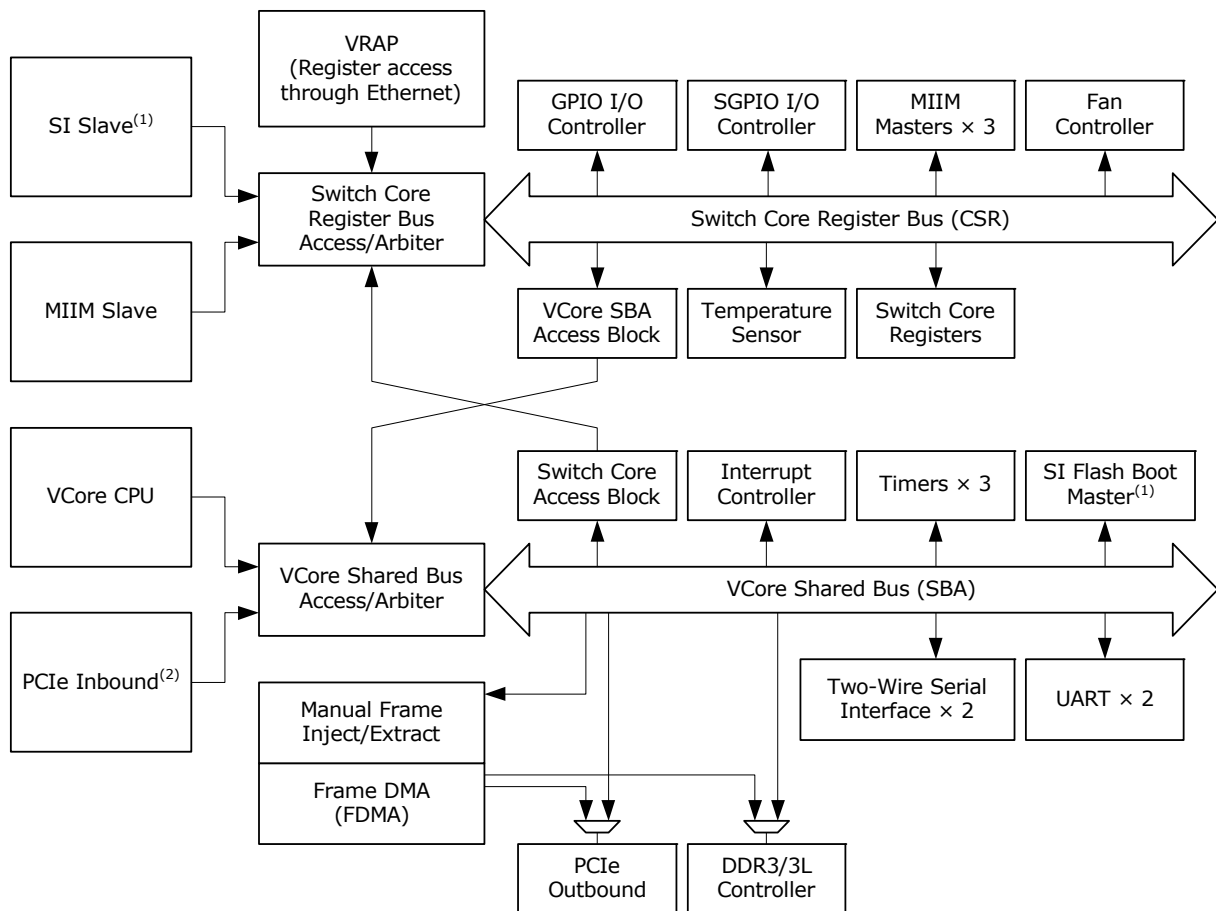 VRAP
(Register access
through Ethernet)
SI Slave(1)
GPIO I/O
Controller
SGPIO I/O
Controller
MIIM
Masters × 3
Fan
Controller
Switch Core
Register Bus
Access/Arbiter
Switch Core Register Bus (CSR)
MIIM Slave
VCore SBA
Access Block
Temperature
Sensor
Switch Core
Registers
VCore CPU
Switch Core
Access Block
Interrupt
Controller
Timers × 3
SI Flash Boot
Master(1)
VCore Shared Bus
Access/Arbiter
VCore Shared Bus (SBA)
PCIe Inbound(2)
Manual Frame
Inject/Extract
Two-Wire Serial
Interface × 2
UART × 2
Frame DMA
(FDMA)
PCIe
Outbound
DDR3/3L
Controller